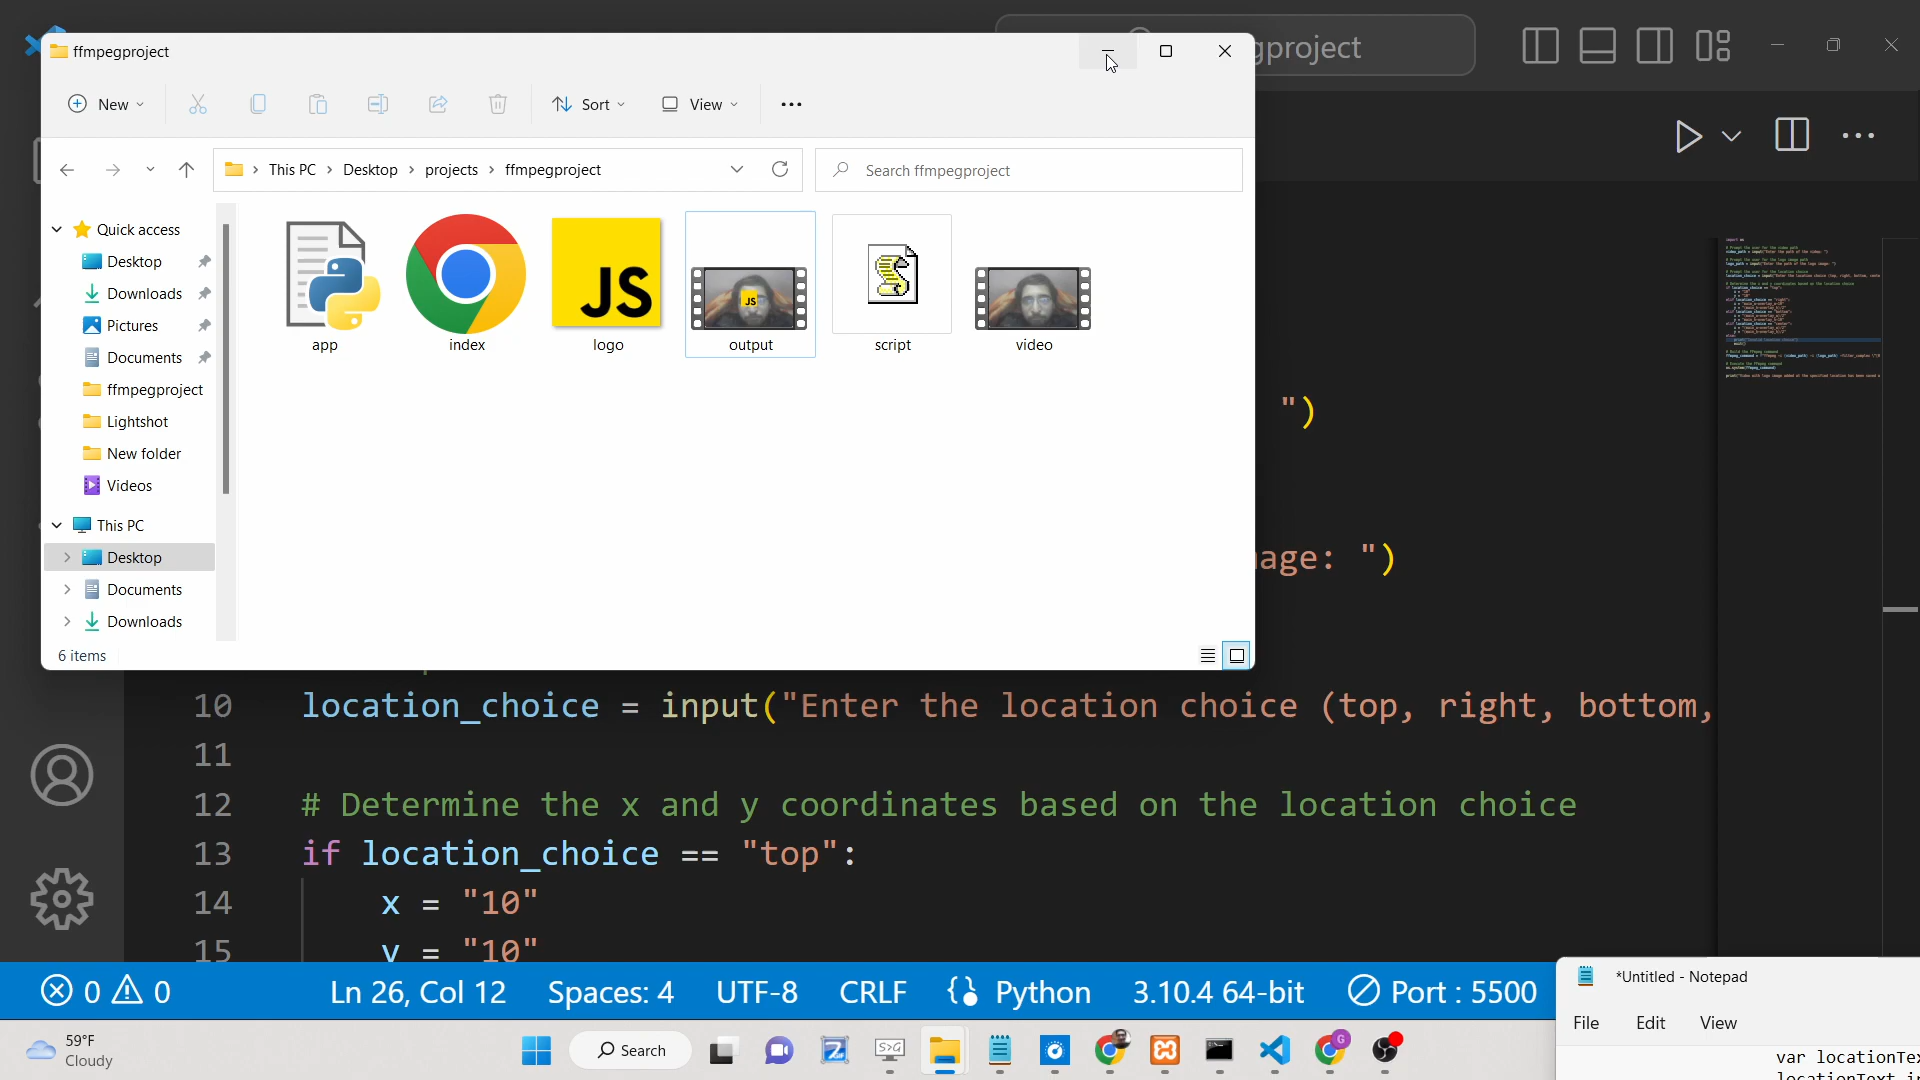 ffmpegproject
gproject
New
Sort
View
This PC > Desktop > projects > ffmpegproject
Search ffmpegproject
Quick access
Desktop
Downloads
Pictures
Documents
ffmpegproject
Lightshot
New folder
Videos
This PC
Desktop
Documents
Downloads
JS
JS
app
index
logo
output
script
video
6 items
")
age: ")
10 location_choice = input("Enter the location choice (top, right, bottom,
11
12 # Determine the x and y coordinates based on the location choice
13 if location_choice == "top":
14 x = "10"
15 y = "10"
0 0
Ln 26, Col 12
Spaces: 4
UTF-8
CRLF
Python
3.10.4 64-bit
Port : 5500
*Untitled - Notepad
File
Edit
View
var locationTex
59°F
Cloudy
Search